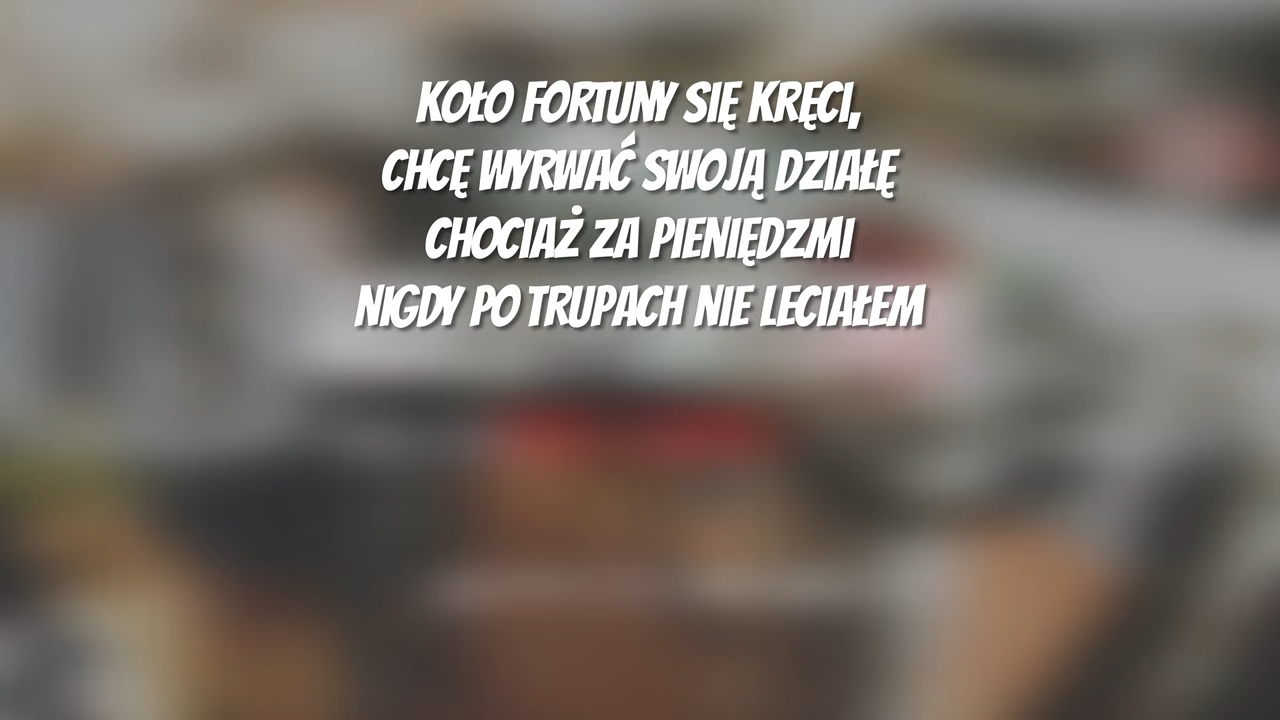 KOŁO FORTUNY SIĘ KRĘCI,
CHCĘ WYRWAĆ SWOJĄ DZIAŁĘ
CHOCIAŻ ZA PIENIĘDZMI
NIGDY PO TRUPACH NIE LECIAŁEM